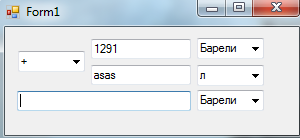 Form1
1291 Барели
+
asas л
Барели